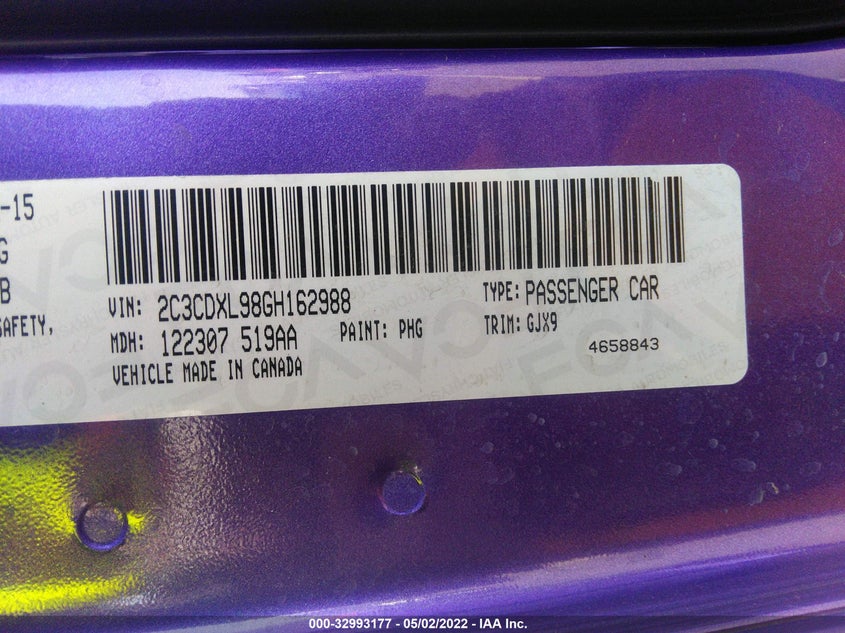 -15
G
B
SAFETY,
VIN: 2C3CDXL98GH162988 TYPE: PASSENGER CAR
MDH: 122307 519AA PAINT: PHG TRIM: GJX9
VEHICLE MADE IN CANADA 4658843
000-32993177 - 05/02/2022 - IAA Inc.